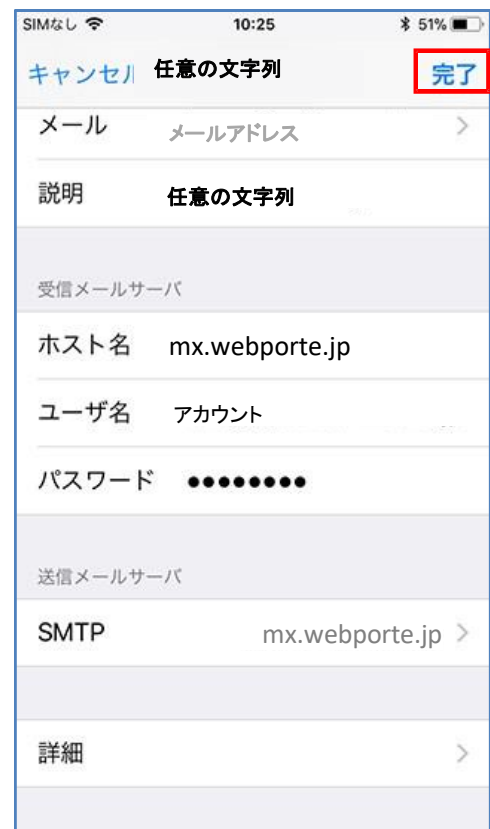 SIMなし 10:25 51%
キャンセル 任意の文字列 完了
メール メールアドレス
説明 任意の文字列
受信メールサーバ
ホスト名 mx.webporte.jp
ユーザ名 アカウント
パスワード ●●●●●●●●
送信メールサーバ
SMTP mx.webporte.jp
詳細